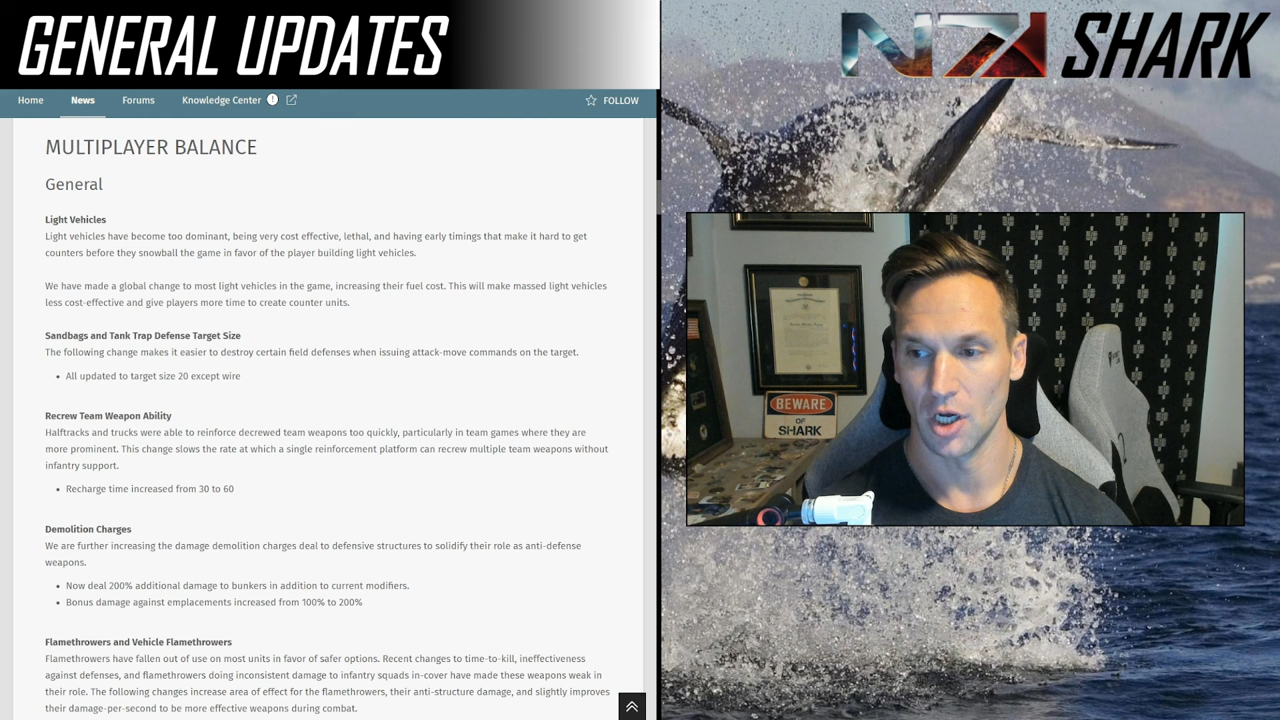 GENERAL UPDATES
N7 SHARK
Home News Forums Knowledge Center ! FOLLOW
MULTIPLAYER BALANCE
General
Light Vehicles
Light vehicles have become too dominant, being very cost effective, lethal, and having early timings that make it hard to get
counters before they snowball the game in favor of the player building light vehicles.
We have made a global change to most light vehicles in the game, increasing their fuel cost. This will make massed light vehicles
less cost-effective and give players more time to create counter units.
Sandbags and Tank Trap Defense Target Size
The following change makes it easier to destroy certain field defenses when issuing attack-move commands on the target.
• All updated to target size 20 except wire
Recrew Team Weapon Ability
Halftracks and trucks were able to reinforce decrewed team weapons too quickly, particularly in team games where they are
more prominent. This change slows the rate at which a single reinforcement platform can recrew multiple team weapons without
infantry support.
• Recharge time increased from 30 to 60
Demolition Charges
We are further increasing the damage demolition charges deal to defensive structures to solidify their role as anti-defense
weapons.
• Now deal 200% additional damage to bunkers in addition to current modifiers.
• Bonus damage against emplacements increased from 100% to 200%
Flamethrowers and Vehicle Flamethrowers
Flamethrowers have fallen out of use on most units in favor of safer options. Recent changes to time-to-kill, ineffectiveness
against defenses, and flamethrowers doing inconsistent damage to infantry squads in-cover have made these weapons weak in
their role. The following changes increase area of effect for the flamethrowers, their anti-structure damage, and slightly improves
their damage-per-second to be more effective weapons during combat.
BEWARE
OF
SHARK